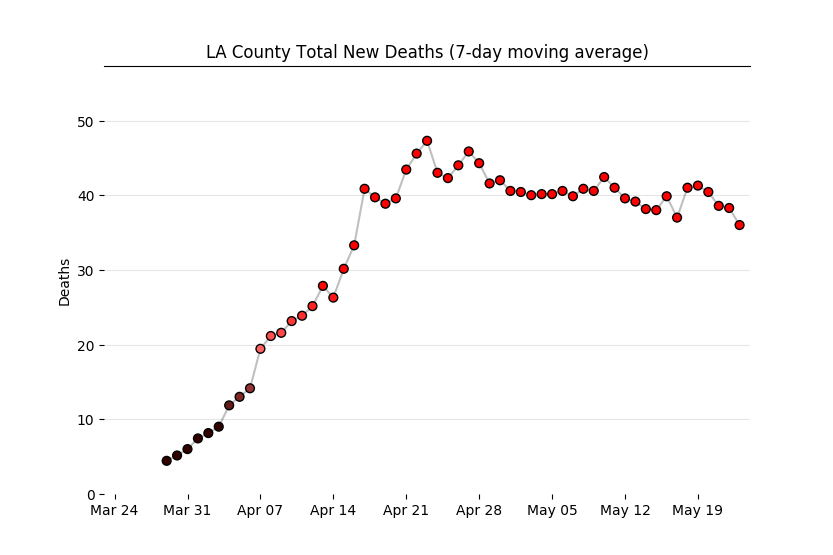 LA County Total New Deaths (7-day moving average)
50
40
30
20
10
0
Deaths
Mar 24 Mar 31 Apr 07 Apr 14 Apr 21 Apr 28 May 05 May 12 May 19